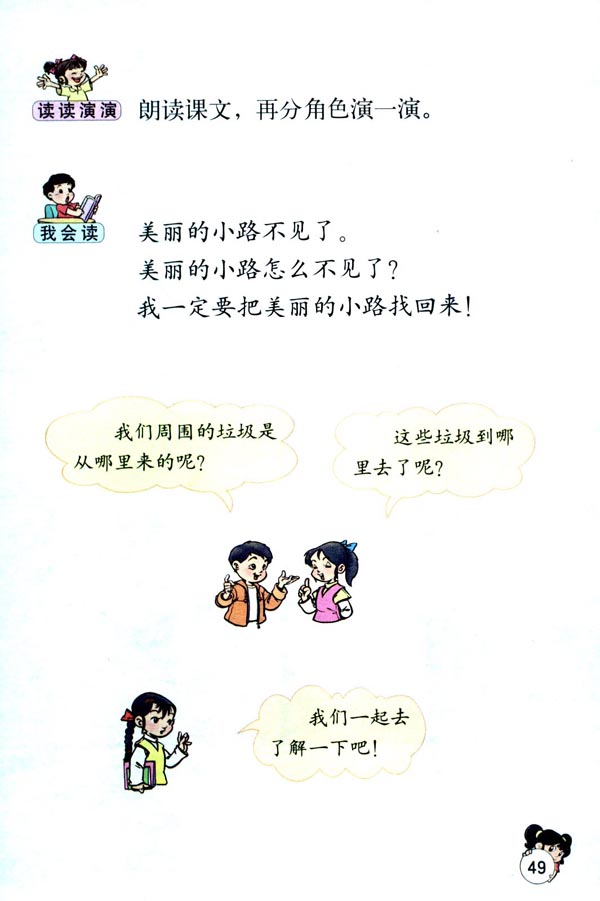 读读演演
朗读课文，再分角色演一演。
我会读
美丽的小路不见了。
美丽的小路怎么不见了？
我一定要把美丽的小路找回来！
我们周围的垃圾是
从哪里来的呢？
这些垃圾到哪
里去了呢？
我们一起去
了解一下吧！
49